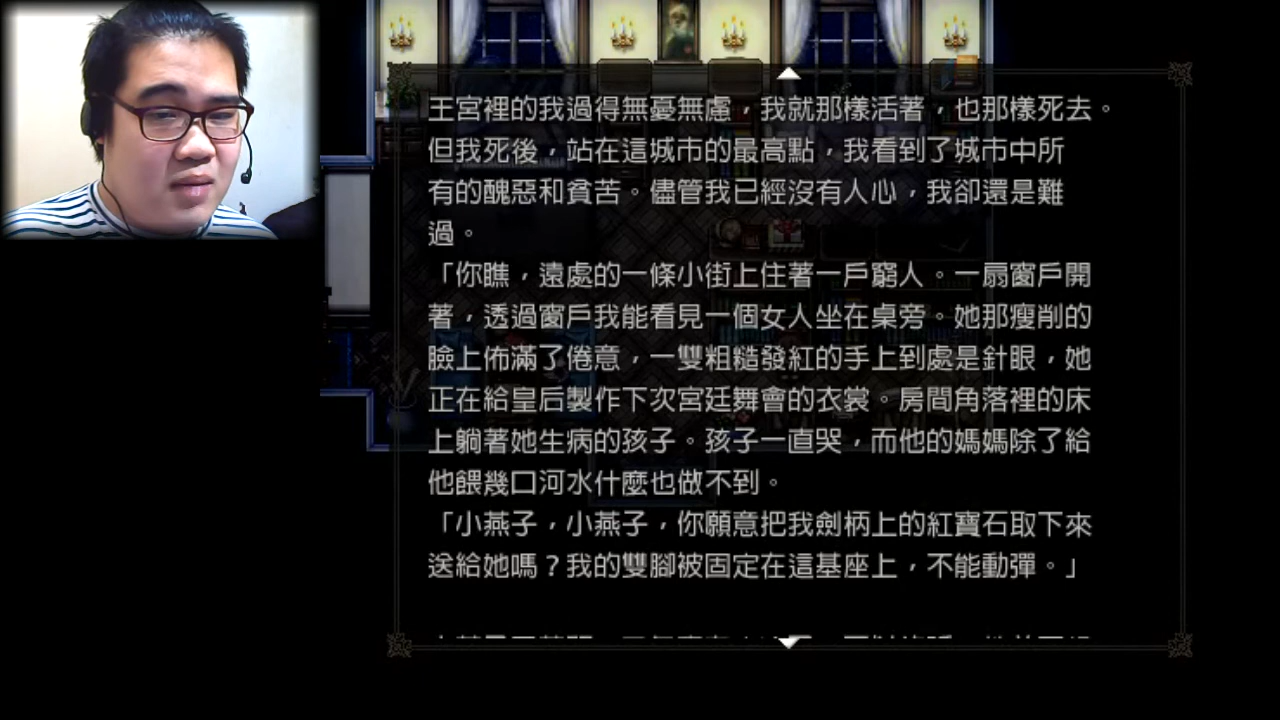 王宮裡的我過得無憂無慮，我就那樣活著，也那樣死去。
但我死後，站在這城市的最高點，我看到了城市中所
有的醜惡和貧苦。儘管我已經沒有人心，我卻還是難
過。
「你瞧，遠處的一條小街上住著一戶窮人。一扇窗戶開
著，透過窗戶我能看見一個女人坐在桌旁。她那瘦削的
臉上佈滿了倦意，一雙粗糙發紅的手上到處是針眼，她
正在給皇后製作下次宮廷舞會的衣裳。房間角落裡的床
上躺著她生病的孩子。孩子一直哭，而他的媽媽除了給
他餵幾口河水什麼也做不到。
「小燕子，小燕子，你願意把我劍柄上的紅寶石取下來
送給她嗎？我的雙腳被固定在這基座上，不能動彈。」